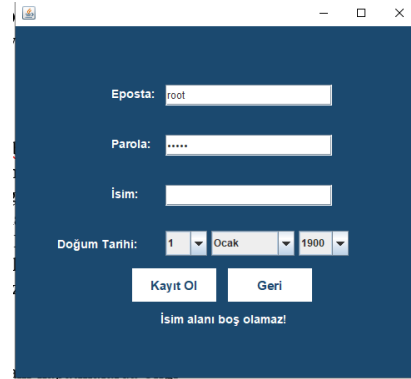 Eposta: root
Parola: •••••
İsim:
Doğum Tarihi: 1 Ocak 1900
Kayıt Ol Geri
İsim alanı boş olamaz!